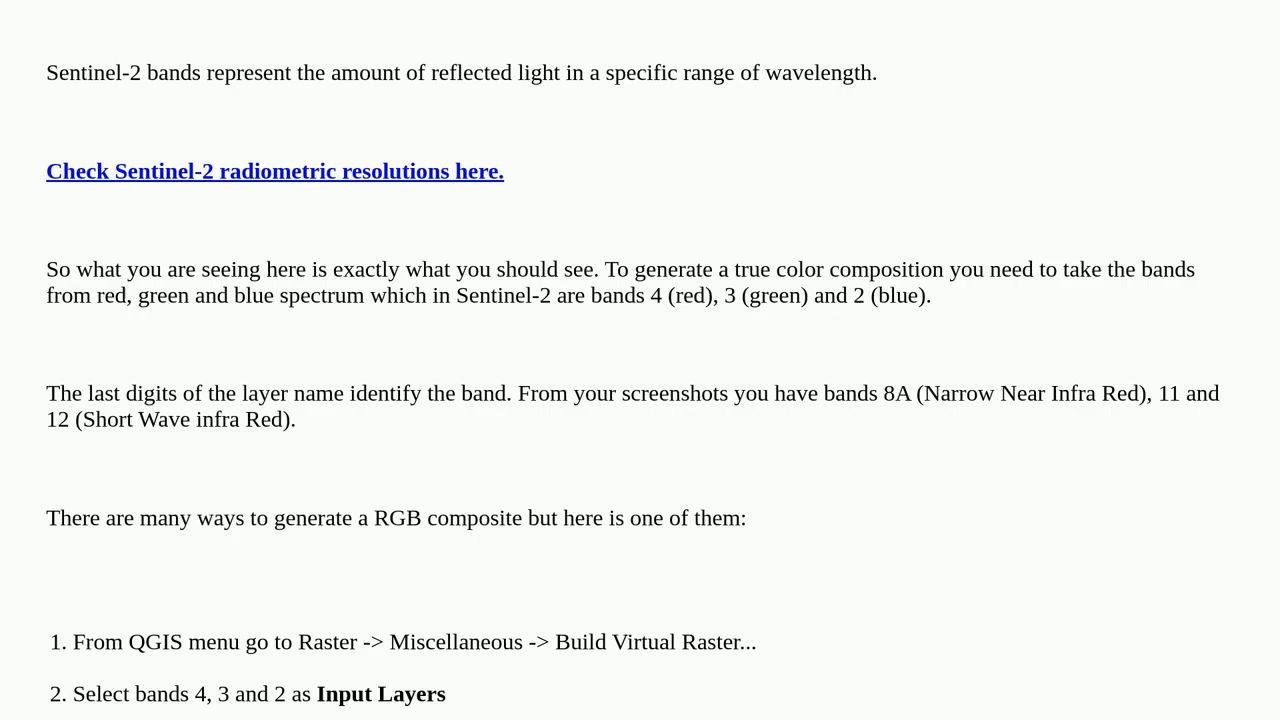 Sentinel-2 bands represent the amount of reflected light in a specific range of wavelength.
Check Sentinel-2 radiometric resolutions here.
So what you are seeing here is exactly what you should see. To generate a true color composition you need to take the bands
from red, green and blue spectrum which in Sentinel-2 are bands 4 (red), 3 (green) and 2 (blue).
The last digits of the layer name identify the band. From your screenshots you have bands 8A (Narrow Near Infra Red), 11 and
12 (Short Wave infra Red).
There are many ways to generate a RGB composite but here is one of them:
1. From QGIS menu go to Raster -> Miscellaneous -> Build Virtual Raster...
2. Select bands 4, 3 and 2 as Input Layers